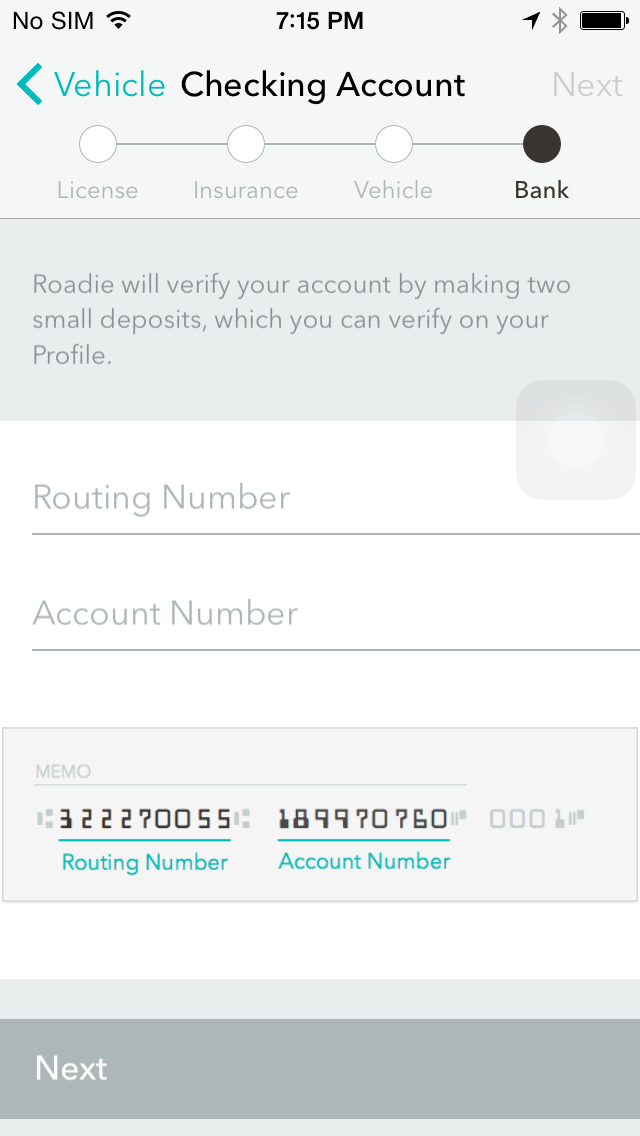 No SIM 7:15 PM
Vehicle Checking Account Next
License Insurance Vehicle Bank
Roadie will verify your account by making two
small deposits, which you can verify on your
Profile.
Routing Number
Account Number
MEMO
⑆322270055⑆ 189970760⑈ 0001⑈
Routing Number Account Number
Next